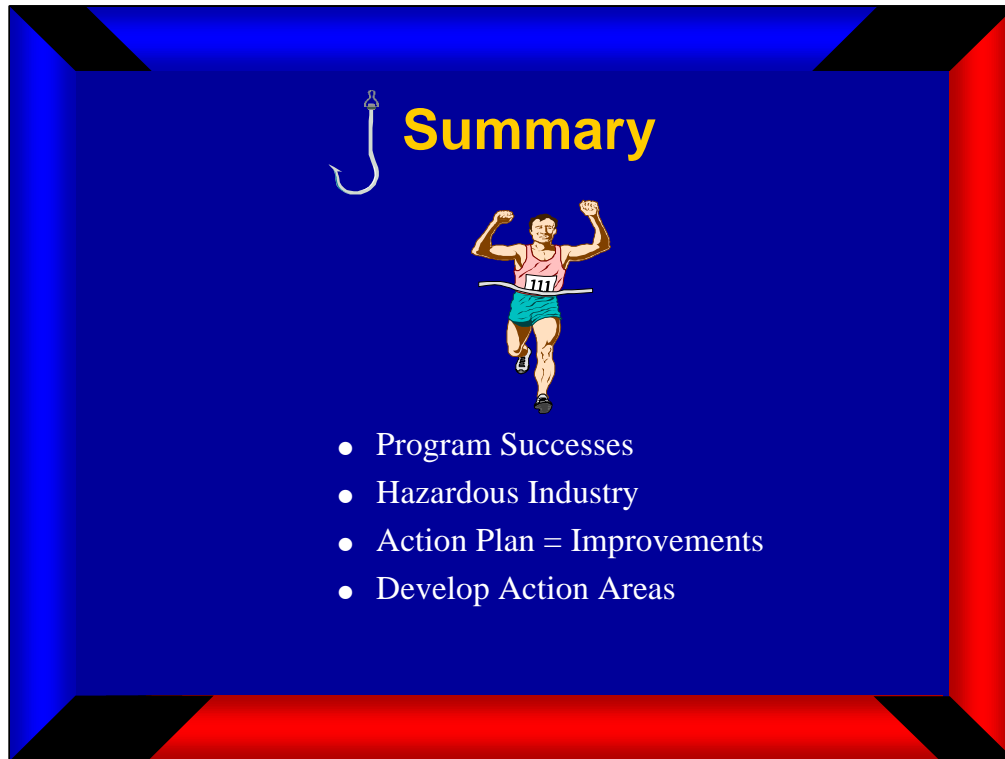 Summary
111
● Program Successes
● Hazardous Industry
● Action Plan = Improvements
● Develop Action Areas